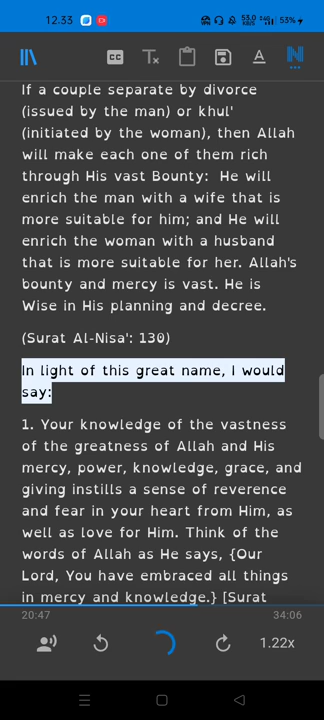 12.33
53.0
KB/S
53%
CC
If a couple separate by divorce
(issued by the man) or khul'
(initiated by the woman), then Allah
will make each one of them rich
through His vast Bounty:  He will
enrich the man with a wife that is
more suitable for him; and He will
enrich the woman with a husband
that is more suitable for her. Allah's
bounty and mercy is vast. He is
Wise in His planning and decree.
(Surat Al-Nisa': 130)
In light of this great name, I would
say:
1. Your knowledge of the vastness
of the greatness of Allah and His
mercy, power, knowledge, grace, and
giving instills a sense of reverence
and fear in your heart from Him, as
well as love for Him. Think of the
words of Allah as He says, {Our
Lord, You have embraced all things
in mercy and knowledge.} [Surat
20:47
34:06
1.22x